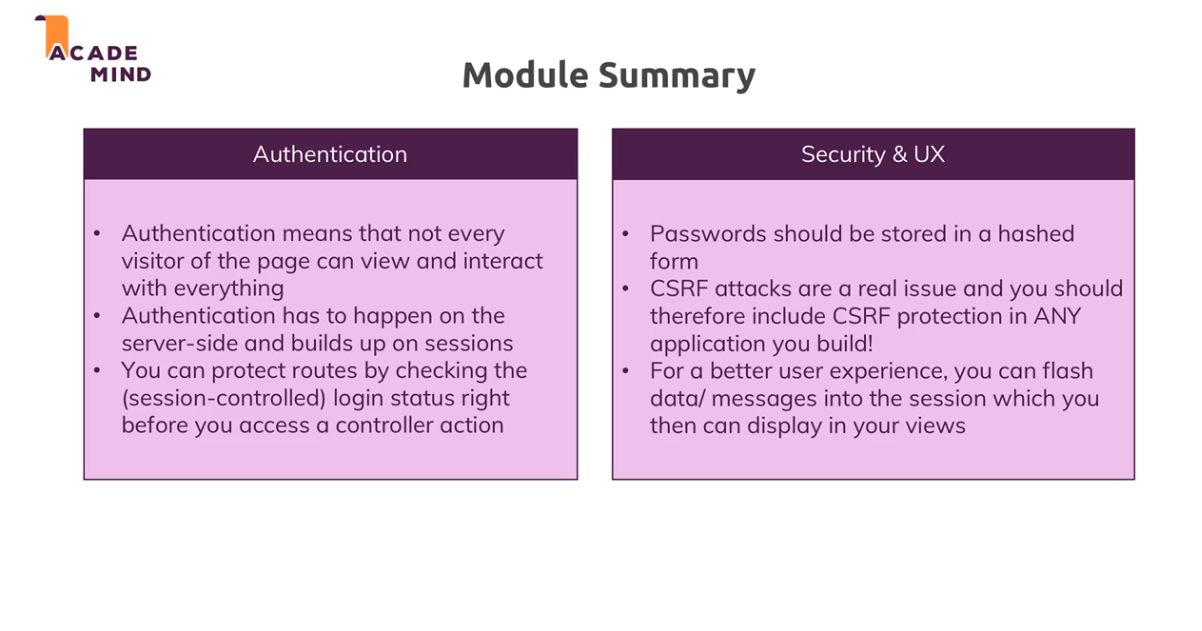 ACADE
MIND
Module Summary
Authentication
• Authentication means that not every
visitor of the page can view and interact
with everything
• Authentication has to happen on the
server-side and builds up on sessions
• You can protect routes by checking the
(session-controlled) login status right
before you access a controller action
Security & UX
• Passwords should be stored in a hashed
form
• CSRF attacks are a real issue and you should
therefore include CSRF protection in ANY
application you build!
• For a better user experience, you can flash
data/ messages into the session which you
then can display in your views